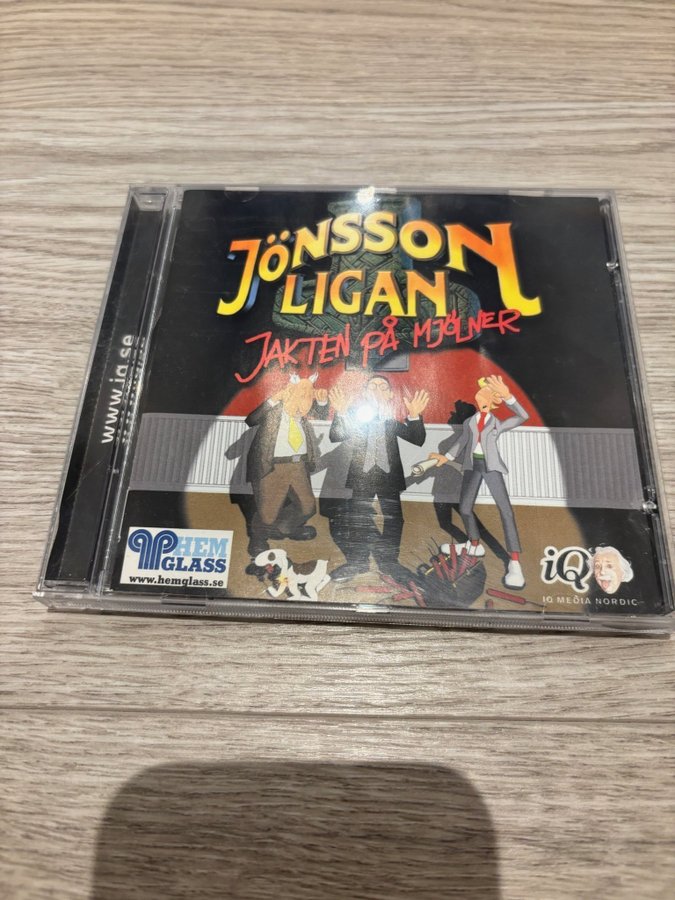 JÖNSSON
LIGAN
JAKTEN PÅ MJÖLNER
www.iq.se
HEM
GLASS
www.hemglass.se
iQ
IQ MEDIA NORDIC